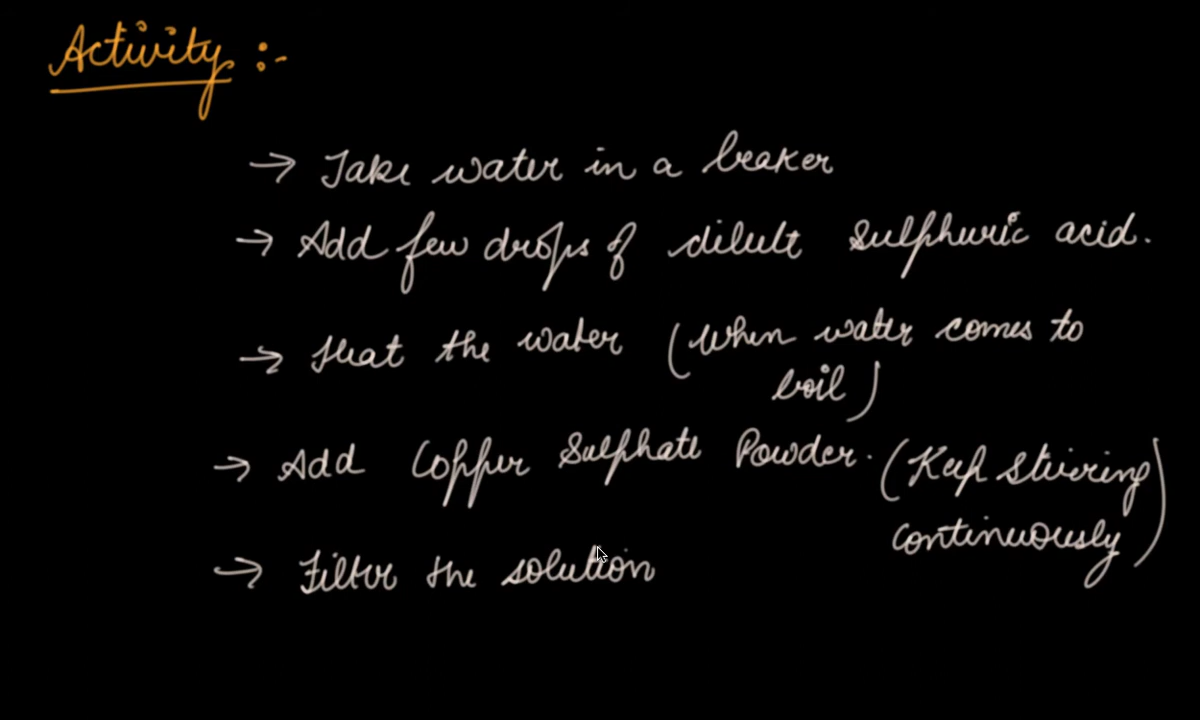 Activity :-
→ Take water in a beaker
→ Add few drops of dilute sulphuric acid.
→ Heat the water (when water comes to
boil)
→ Add Copper Sulphate Powder. (Keep Stirring
continuously)
→ Filter the solution